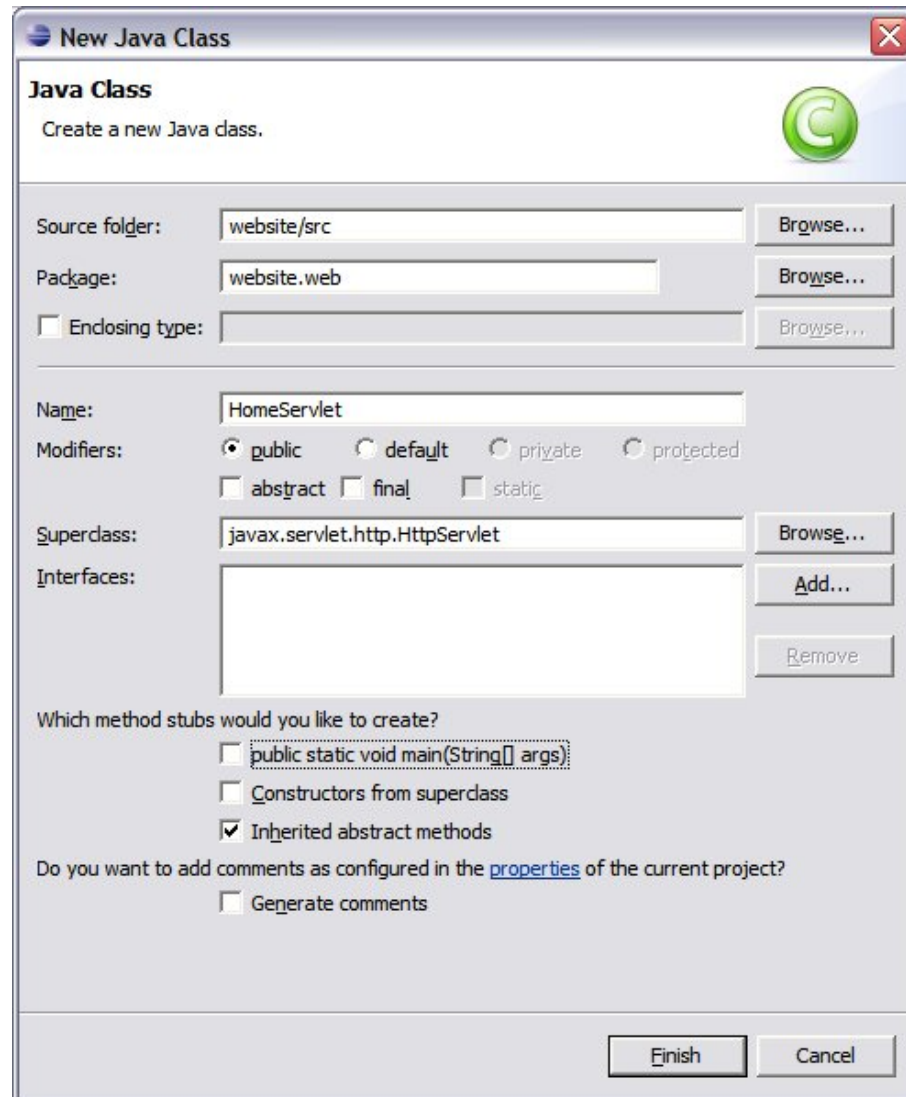 New Java Class
Java Class
Create a new Java class.
Source folder: website/src Browse...
Package: website.web Browse...
Enclosing type: Browse...
Name: HomeServlet
Modifiers: public default private protected
abstract final static
Superclass: javax.servlet.http.HttpServlet Browse...
Interfaces: Add...
Remove
Which method stubs would you like to create?
public static void main(String[] args)
Constructors from superclass
Inherited abstract methods
Do you want to add comments as configured in the properties of the current project?
Generate comments
Finish Cancel